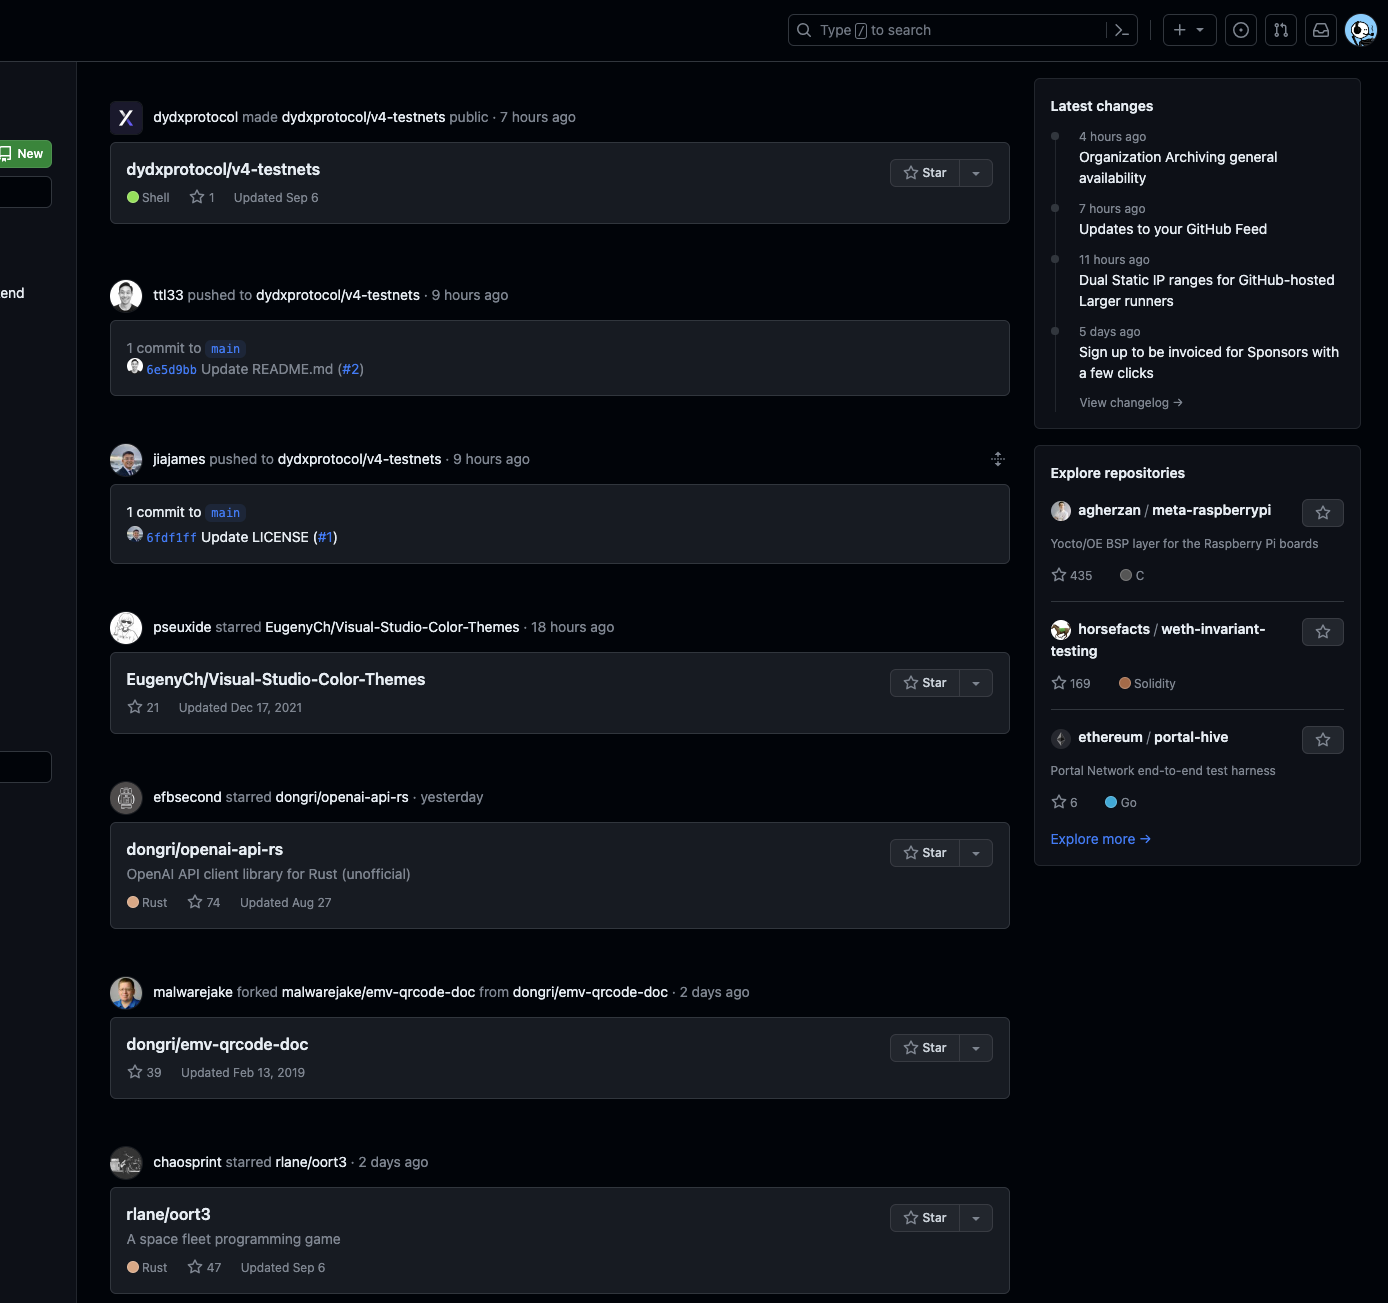 Type / to search
New
end
dydxprotocol made dydxprotocol/v4-testnets public · 7 hours ago
dydxprotocol/v4-testnets
Star
Shell 1 Updated Sep 6
ttl33 pushed to dydxprotocol/v4-testnets · 9 hours ago
1 commit to main
6e5d9bb Update README.md (#2)
jiajames pushed to dydxprotocol/v4-testnets · 9 hours ago
1 commit to main
6fdf1ff Update LICENSE (#1)
pseuxide starred EugenyCh/Visual-Studio-Color-Themes · 18 hours ago
EugenyCh/Visual-Studio-Color-Themes
Star
21 Updated Dec 17, 2021
efbsecond starred dongri/openai-api-rs · yesterday
dongri/openai-api-rs
Star
OpenAI API client library for Rust (unofficial)
Rust 74 Updated Aug 27
malwarejake forked malwarejake/emv-qrcode-doc from dongri/emv-qrcode-doc · 2 days ago
dongri/emv-qrcode-doc
Star
39 Updated Feb 13, 2019
chaosprint starred rlane/oort3 · 2 days ago
rlane/oort3
Star
A space fleet programming game
Rust 47 Updated Sep 6
Latest changes
4 hours ago
Organization Archiving general
availability
7 hours ago
Updates to your GitHub Feed
11 hours ago
Dual Static IP ranges for GitHub-hosted
Larger runners
5 days ago
Sign up to be invoiced for Sponsors with
a few clicks
View changelog →
Explore repositories
agherzan / meta-raspberrypi
Yocto/OE BSP layer for the Raspberry Pi boards
435 C
horsefacts / weth-invariant-
testing
169 Solidity
ethereum / portal-hive
Portal Network end-to-end test harness
6 Go
Explore more →